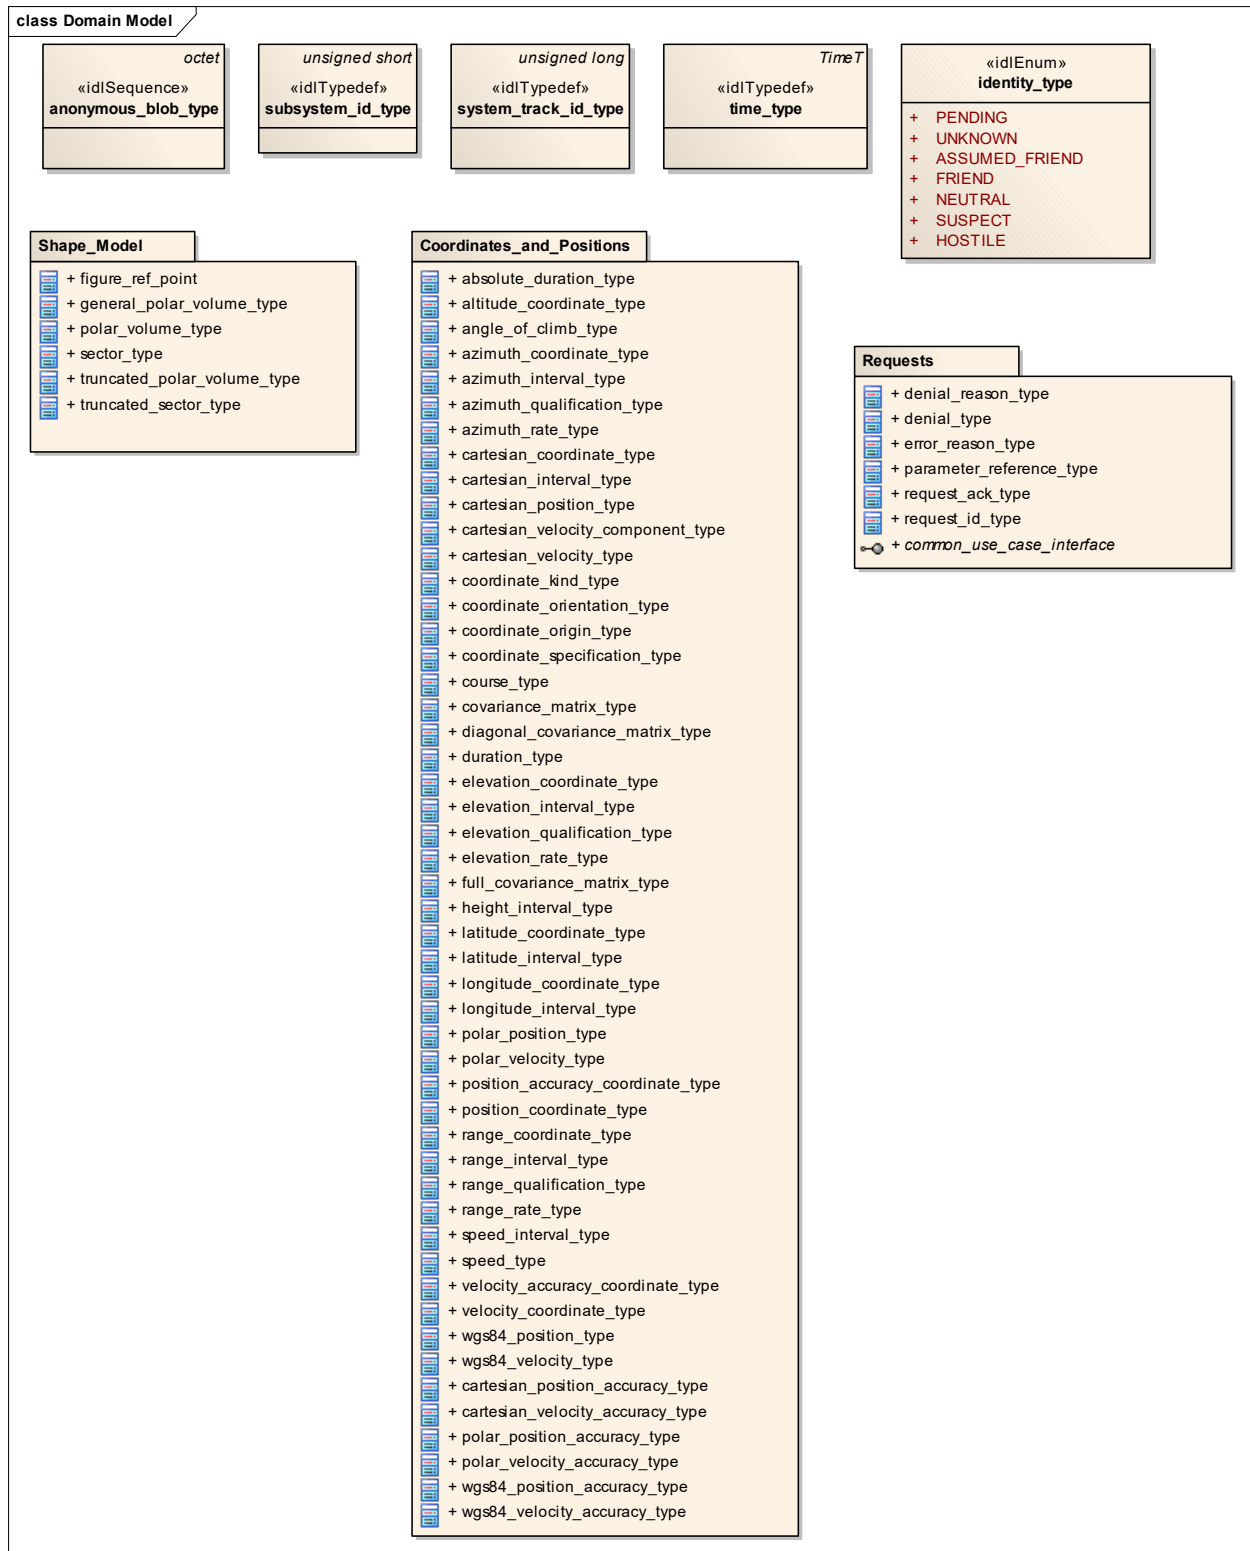 class Domain Model
octet
«idlSequence»
anonymous_blob_type
unsigned short
«idlTypedef»
subsystem_id_type
unsigned long
«idlTypedef»
system_track_id_type
TimeT
«idlTypedef»
time_type
«idlEnum»
identity_type
+ PENDING
+ UNKNOWN
+ ASSUMED_FRIEND
+ FRIEND
+ NEUTRAL
+ SUSPECT
+ HOSTILE
Shape_Model
+ figure_ref_point
+ general_polar_volume_type
+ polar_volume_type
+ sector_type
+ truncated_polar_volume_type
+ truncated_sector_type
Coordinates_and_Positions
+ absolute_duration_type
+ altitude_coordinate_type
+ angle_of_climb_type
+ azimuth_coordinate_type
+ azimuth_interval_type
+ azimuth_qualification_type
+ azimuth_rate_type
+ cartesian_coordinate_type
+ cartesian_interval_type
+ cartesian_position_type
+ cartesian_velocity_component_type
+ cartesian_velocity_type
+ coordinate_kind_type
+ coordinate_orientation_type
+ coordinate_origin_type
+ coordinate_specification_type
+ course_type
+ covariance_matrix_type
+ diagonal_covariance_matrix_type
+ duration_type
+ elevation_coordinate_type
+ elevation_interval_type
+ elevation_qualification_type
+ elevation_rate_type
+ full_covariance_matrix_type
+ height_interval_type
+ latitude_coordinate_type
+ latitude_interval_type
+ longitude_coordinate_type
+ longitude_interval_type
+ polar_position_type
+ polar_velocity_type
+ position_accuracy_coordinate_type
+ position_coordinate_type
+ range_coordinate_type
+ range_interval_type
+ range_qualification_type
+ range_rate_type
+ speed_interval_type
+ speed_type
+ velocity_accuracy_coordinate_type
+ velocity_coordinate_type
+ wgs84_position_type
+ wgs84_velocity_type
+ cartesian_position_accuracy_type
+ cartesian_velocity_accuracy_type
+ polar_position_accuracy_type
+ polar_velocity_accuracy_type
+ wgs84_position_accuracy_type
+ wgs84_velocity_accuracy_type
Requests
+ denial_reason_type
+ denial_type
+ error_reason_type
+ parameter_reference_type
+ request_ack_type
+ request_id_type
+ common_use_case_interface